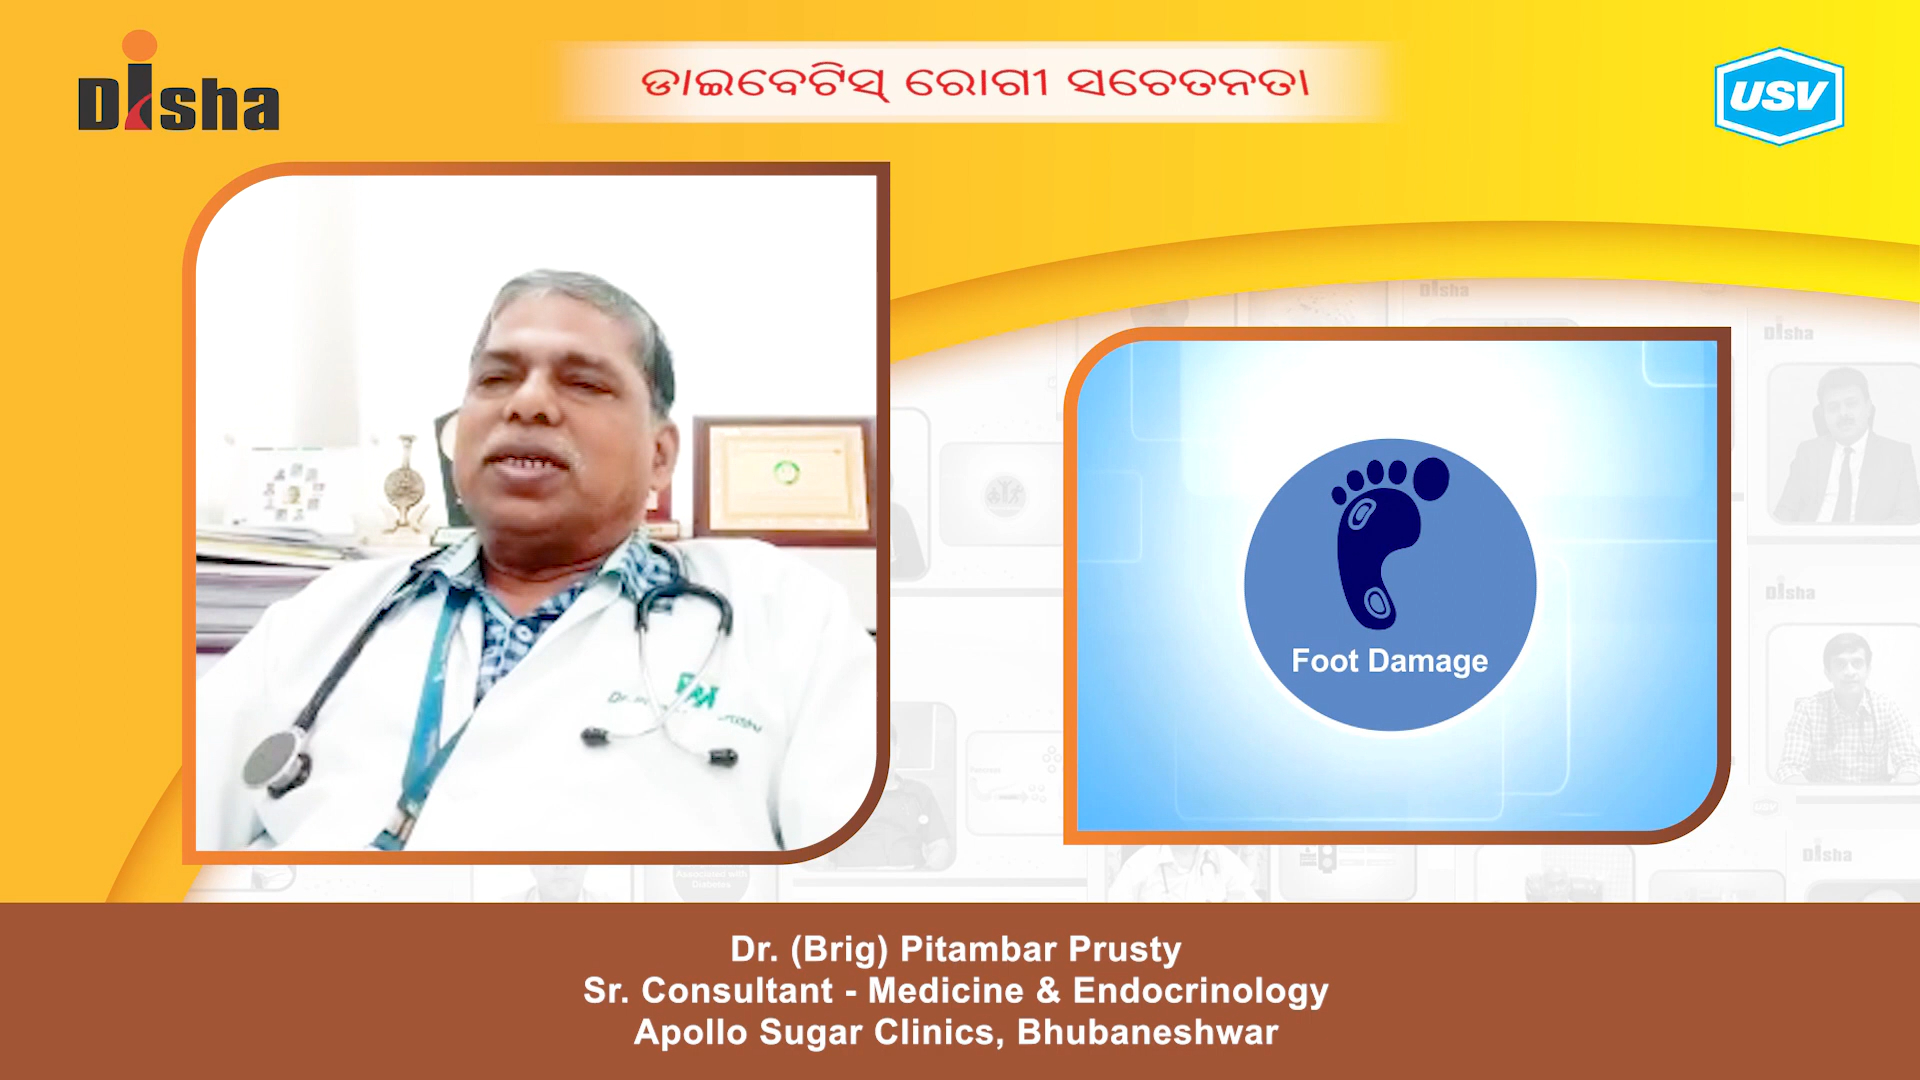 Disha
ଡାଇବେଟିସ୍ ରୋଗୀ ସଚେତନତା
USV
Foot Damage
Dr. (Brig) Pitambar Prusty
Sr. Consultant - Medicine & Endocrinology
Apollo Sugar Clinics, Bhubaneshwar